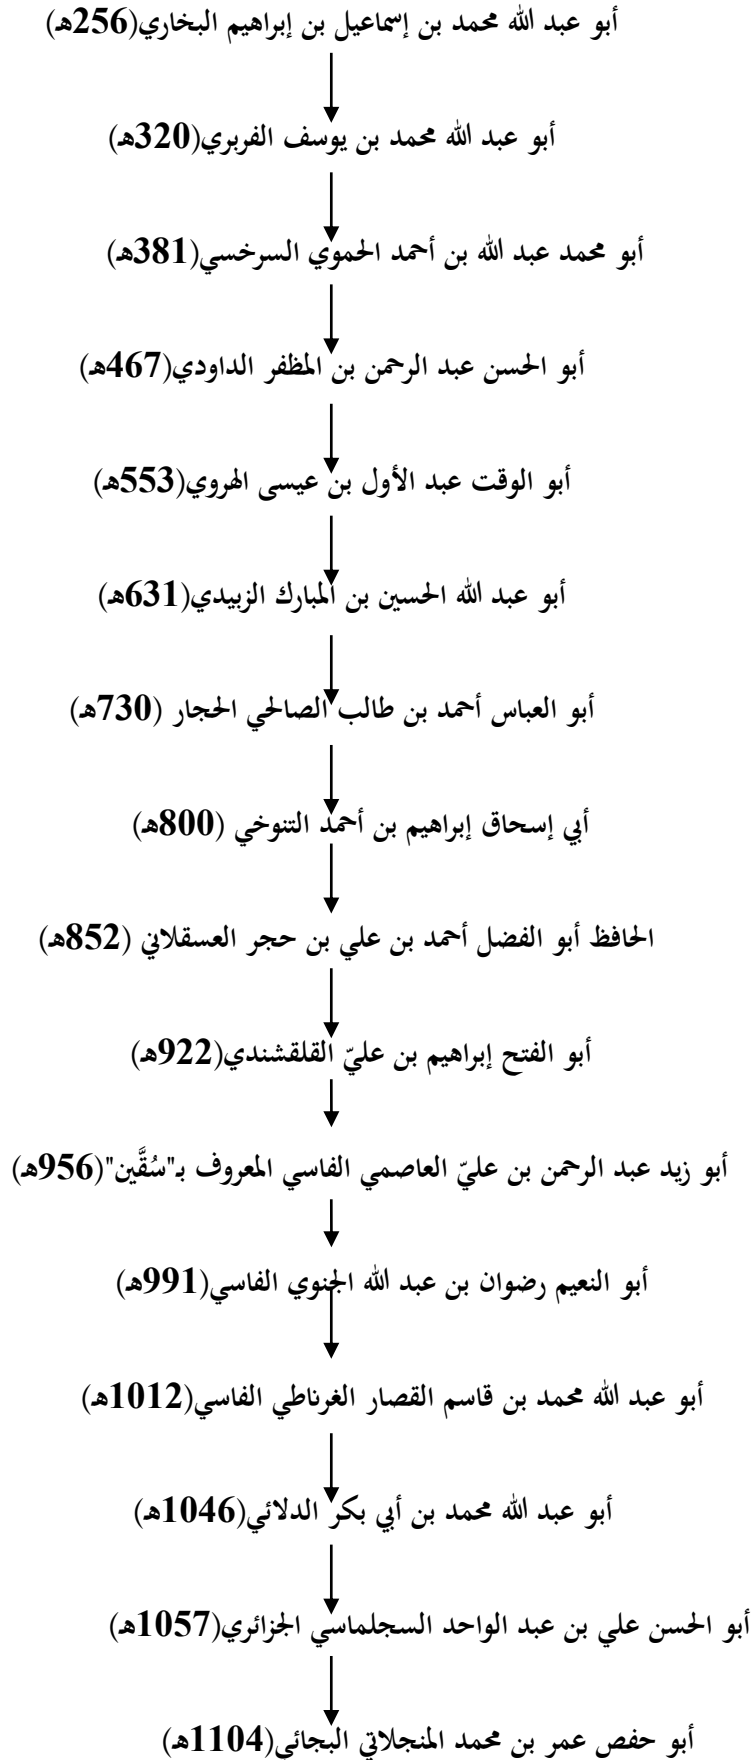 أبو عبد الله محمد بن إسماعيل بن إبراهيم البخاري(256هـ)
أبو عبد الله محمد بن يوسف الفربري(320هـ)
أبو محمد عبد الله بن أحمد الحموي السرخسي(381هـ)
أبو الحسن عبد الرحمن بن المظفر الداودي(467هـ)
أبو الوقت عبد الأول بن عيسى الهروي(553هـ)
أبو عبد الله الحسين بن المبارك الزبيدي(631هـ)
أبو العباس أحمد بن طالب الصالحي الحجار (730هـ)
أبي إسحاق إبراهيم بن أحمد التنوخي (800هـ)
الحافظ أبو الفضل أحمد بن علي بن حجر العسقلاني (852هـ)
أبو الفتح إبراهيم بن عليّ القلقشندي(922هـ)
أبو زيد عبد الرحمن بن عليّ العاصمي الفاسي المعروف بـ"سُقَّين"(956هـ)
أبو النعيم رضوان بن عبد الله الجنوي الفاسي(991هـ)
أبو عبد الله محمد بن قاسم القصار الغرناطي الفاسي(1012هـ)
أبو عبد الله محمد بن أبي بكر الدلائي(1046هـ)
أبو الحسن علي بن عبد الواحد السجلماسي الجزائري(1057هـ)
أبو حفص عمر بن محمد المنجلاتي البجائي(1104هـ)